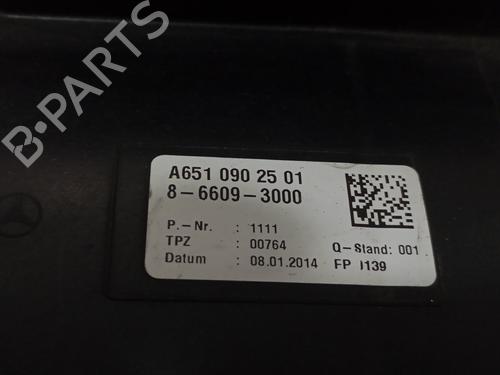 B-PARTS
A651 090 25 01
8-6609-3000
P.-Nr. : 1111
TPZ : 00764 Q-Stand: 001
Datum : 08.01.2014 FP I139